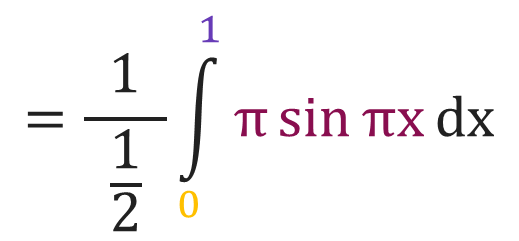 = 1/(1/2) ∫₀¹ π sin πx dx